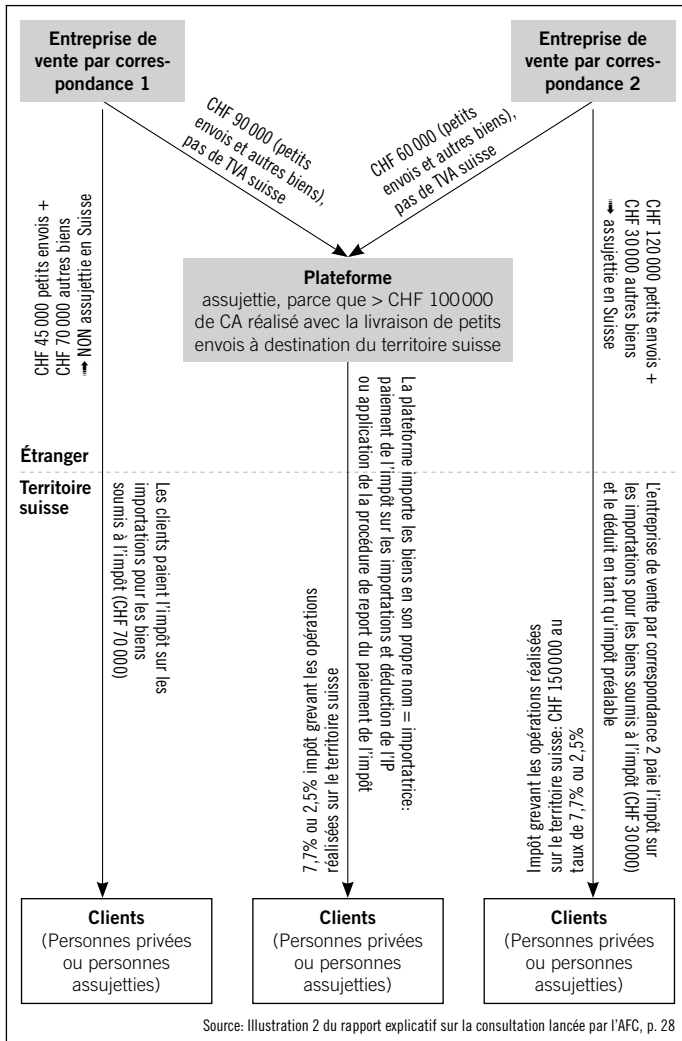 Entreprise de
vente par corres-
pondance 1
Entreprise de
vente par corres-
pondance 2
CHF 90 000 (petits
envois et autres biens),
pas de TVA suisse
CHF 60 000 (petits
envois et autres biens),
pas de TVA suisse
CHF 45 000 petits envois +
CHF 70 000 autres biens
➟ NON assujettie en Suisse
Plateforme
assujettie, parce que > CHF 100 000
de CA réalisé avec la livraison de petits
envois à destination du territoire suisse
CHF 120 000 petits envois +
CHF 30 000 autres biens
➟ assujettie en Suisse
Étranger
Territoire
suisse
Les clients paient l'impôt sur les
importations pour les biens
soumis à l'impôt (CHF 70 000)
7,7% ou 2,5% impôt grevant les opérations
réalisées sur le territoire suisse
La plateforme importe les biens en son propre nom = importatrice:
paiement de l'impôt sur les importations et déduction de l'IP
ou application de la procédure de report du paiement de l'impôt
Impôt grevant les opérations réalisées
sur le territoire suisse: CHF 150 000 au
taux de 7,7% ou 2,5%
L'entreprise de vente par correspondance 2 paie l'impôt sur
les importations pour les biens soumis à l'impôt (CHF 30 000)
et le déduit en tant qu'impôt préalable
Clients
(Personnes privées
ou personnes
assujetties)
Clients
(Personnes privées
ou personnes
assujetties)
Clients
(Personnes privées
ou personnes
assujetties)
Source: Illustration 2 du rapport explicatif sur la consultation lancée par l'AFC, p. 28